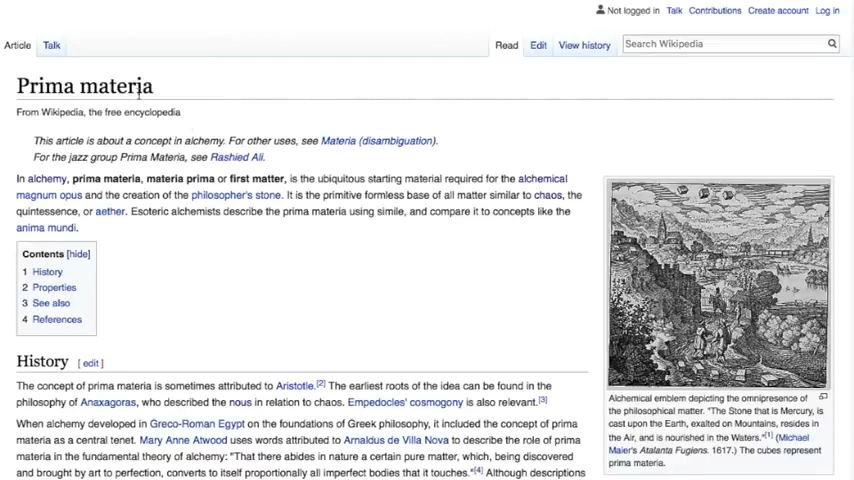 Not logged in Talk Contributions Create account Log in
Article Talk Read Edit View history Search Wikipedia
Prima materia
From Wikipedia, the free encyclopedia
This article is about a concept in alchemy. For other uses, see Materia (disambiguation).
For the jazz group Prima Materia, see Rashied Ali.
In alchemy, prima materia, materia prima or first matter, is the ubiquitous starting material required for the alchemical
magnum opus and the creation of the philosopher's stone. It is the primitive formless base of all matter similar to chaos, the
quintessence, or aether. Esoteric alchemists describe the prima materia using simile, and compare it to concepts like the
anima mundi.
Contents [hide]
1 History
2 Properties
3 See also
4 References
History [ edit ]
The concept of prima materia is sometimes attributed to Aristotle.[2] The earliest roots of the idea can be found in the
philosophy of Anaxagoras, who described the nous in relation to chaos. Empedocles' cosmogony is also relevant.[3]
When alchemy developed in Greco-Roman Egypt on the foundations of Greek philosophy, it included the concept of prima
materia as a central tenet. Mary Anne Atwood uses words attributed to Arnaldus de Villa Nova to describe the role of prima
materia in the fundamental theory of alchemy: "That there abides in nature a certain pure matter, which, being discovered
and brought by art to perfection, converts to itself proportionally all imperfect bodies that it touches."[4] Although descriptions
Alchemical emblem depicting the omnipresence of
the philosophical matter. "The Stone that is Mercury, is
cast upon the Earth, exalted on Mountains, resides in
the Air, and is nourished in the Waters."[1] (Michael
Maier's Atalanta Fugiens. 1617.) The cubes represent
prima materia.